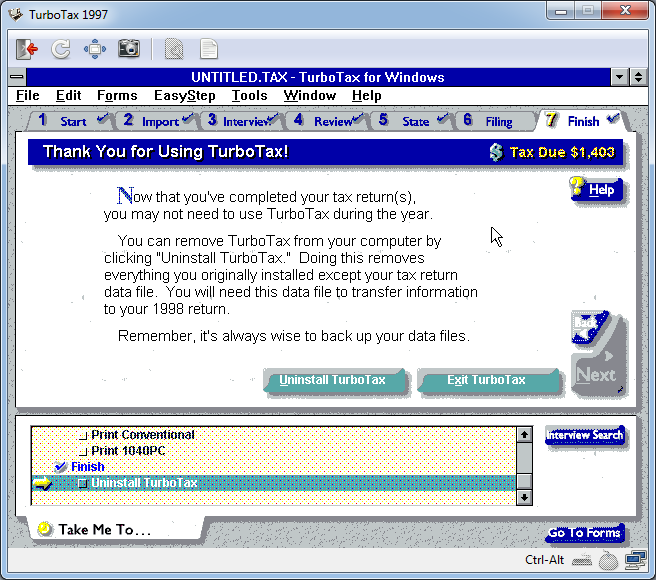 TurboTax 1997
UNTITLED.TAX - TurboTax for Windows
File Edit Forms EasyStep Tools Window Help
1 Start 2 Import 3 Interview 4 Review 5 State 6 Filing 7 Finish
Thank You for Using TurboTax! $ Tax Due $1,403
Now that you've completed your tax return(s),
you may not need to use TurboTax during the year.
? Help
You can remove TurboTax from your computer by
clicking "Uninstall TurboTax." Doing this removes
everything you originally installed except your tax return
data file. You will need this data file to transfer information
to your 1998 return.
Remember, it's always wise to back up your data files.
Back
Next
Uninstall TurboTax Exit TurboTax
Print Conventional
Print 1040PC
Finish
Uninstall TurboTax
Interview Search
Take Me To...
Go To Forms
Ctrl-Alt